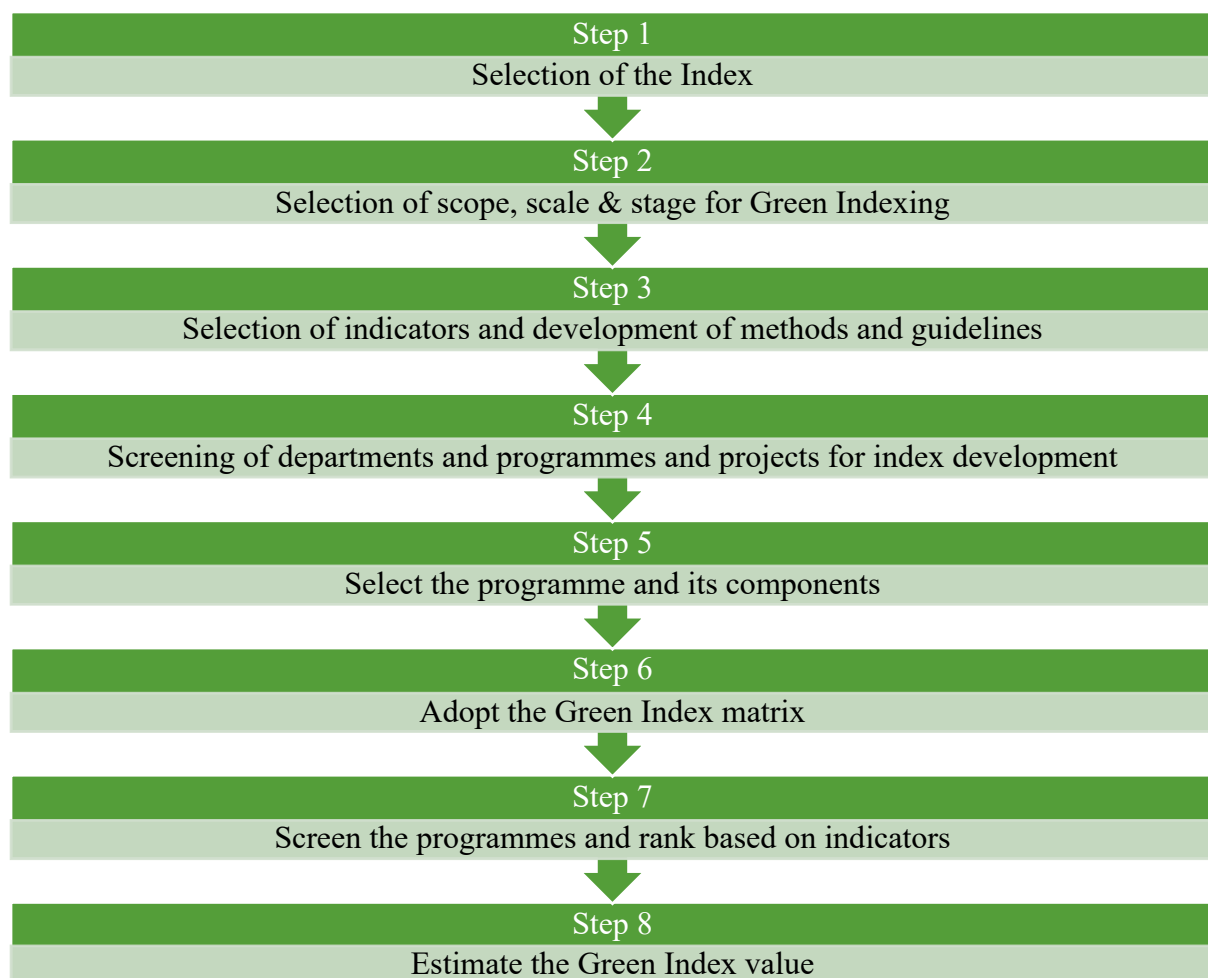 Step 1
Selection of the Index
Step 2
Selection of scope, scale & stage for Green Indexing
Step 3
Selection of indicators and development of methods and guidelines
Step 4
Screening of departments and programmes and projects for index development
Step 5
Select the programme and its components
Step 6
Adopt the Green Index matrix
Step 7
Screen the programmes and rank based on indicators
Step 8
Estimate the Green Index value